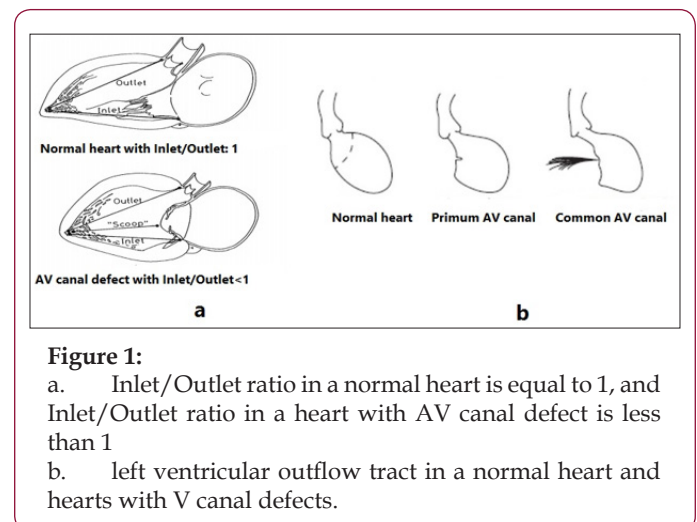 Outlet
Inlet
Normal heart with Inlet/Outlet: 1
Outlet
"Scoop"
Inlet
AV canal defect with Inlet/Outlet<1
a
Normal heart Primum AV canal Common AV canal
b
Figure 1:
a. Inlet/Outlet ratio in a normal heart is equal to 1, and
Inlet/Outlet ratio in a heart with AV canal defect is less
than 1
b. left ventricular outflow tract in a normal heart and
hearts with V canal defects.